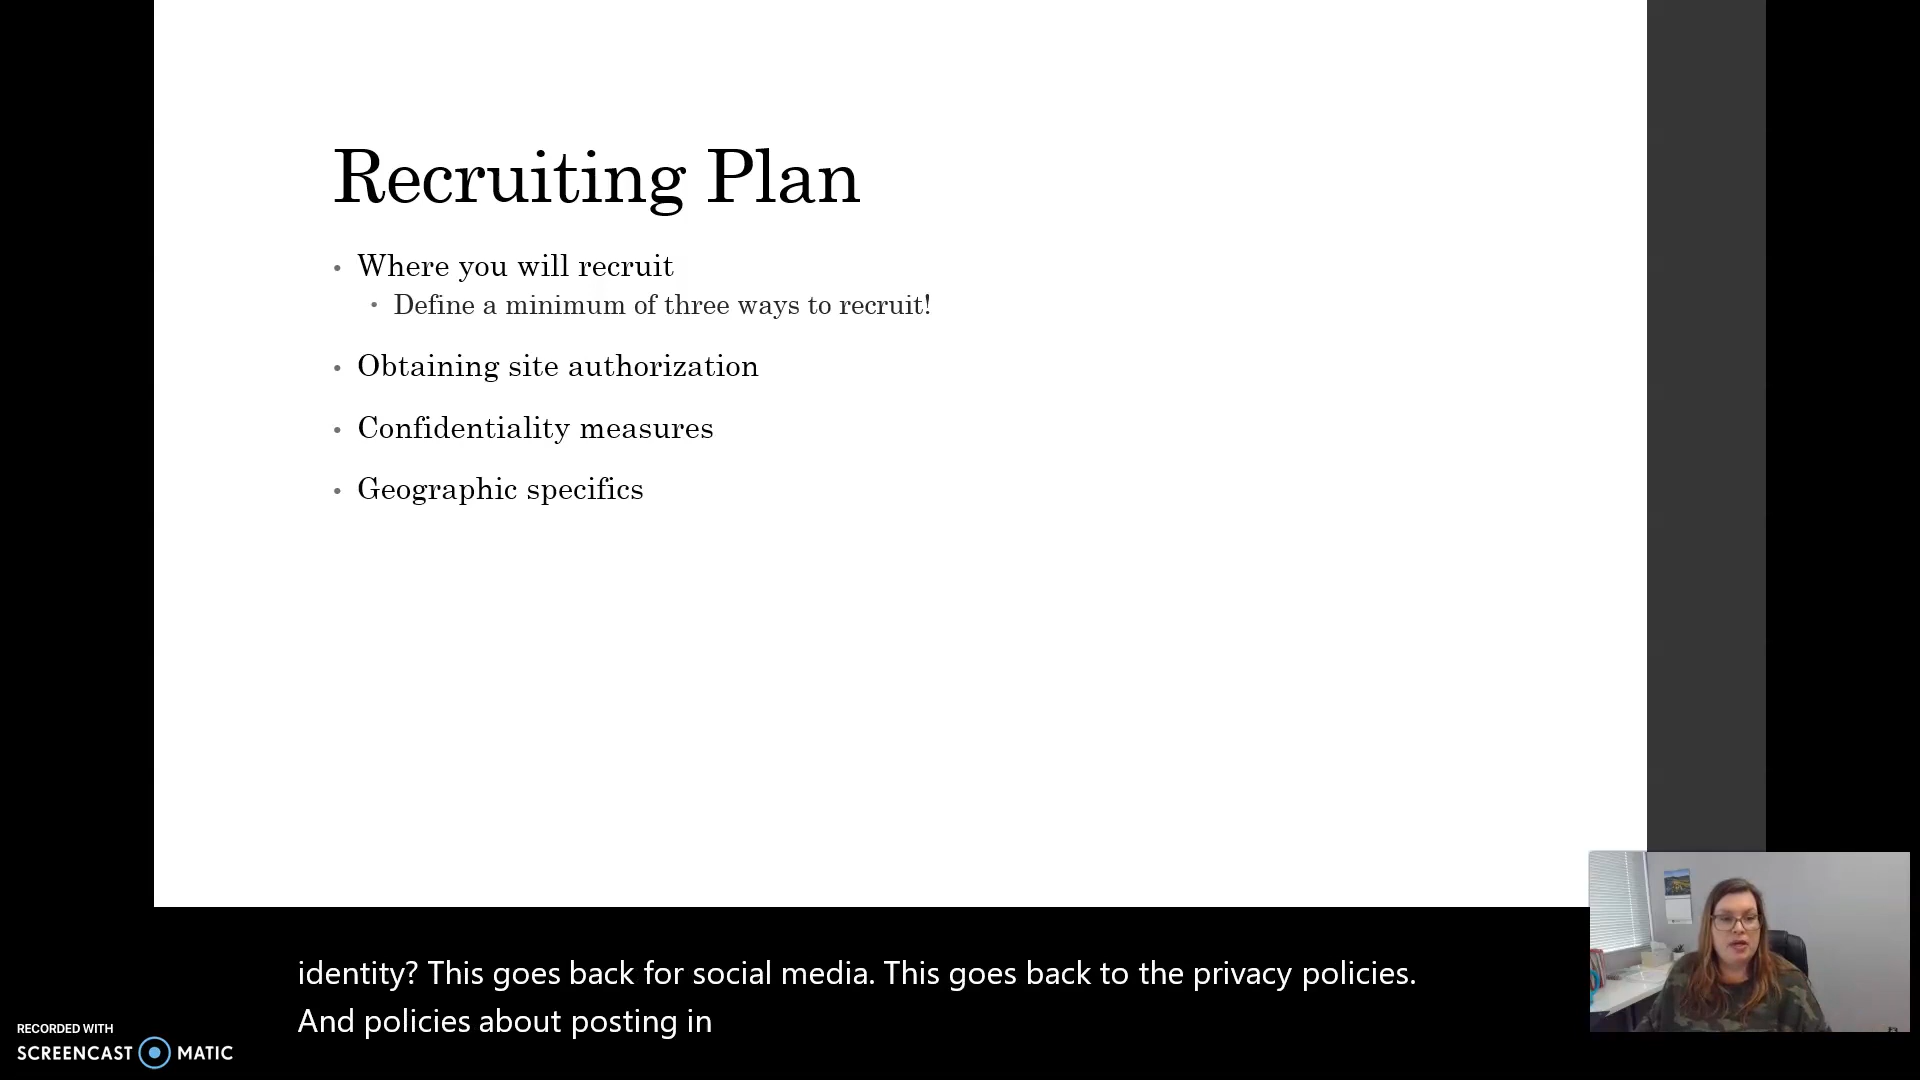 Recruiting Plan
• Where you will recruit
• Define a minimum of three ways to recruit!
• Obtaining site authorization
• Confidentiality measures
• Geographic specifics
identity? This goes back for social media. This goes back to the privacy policies.
And policies about posting in
RECORDED WITH
SCREENCAST MATIC